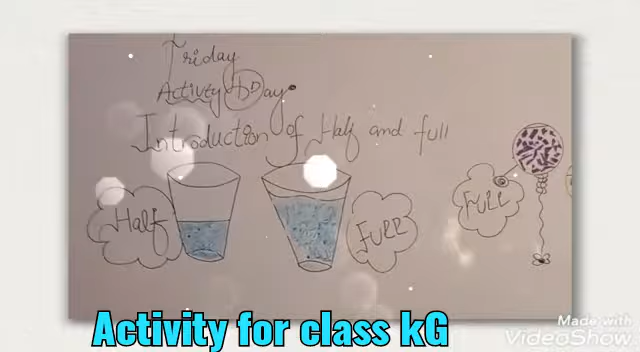 Friday
Activity Day.
Introduction of Half and full
Half
FULL
FULL
Activity for class kG
Made with
VideoShow